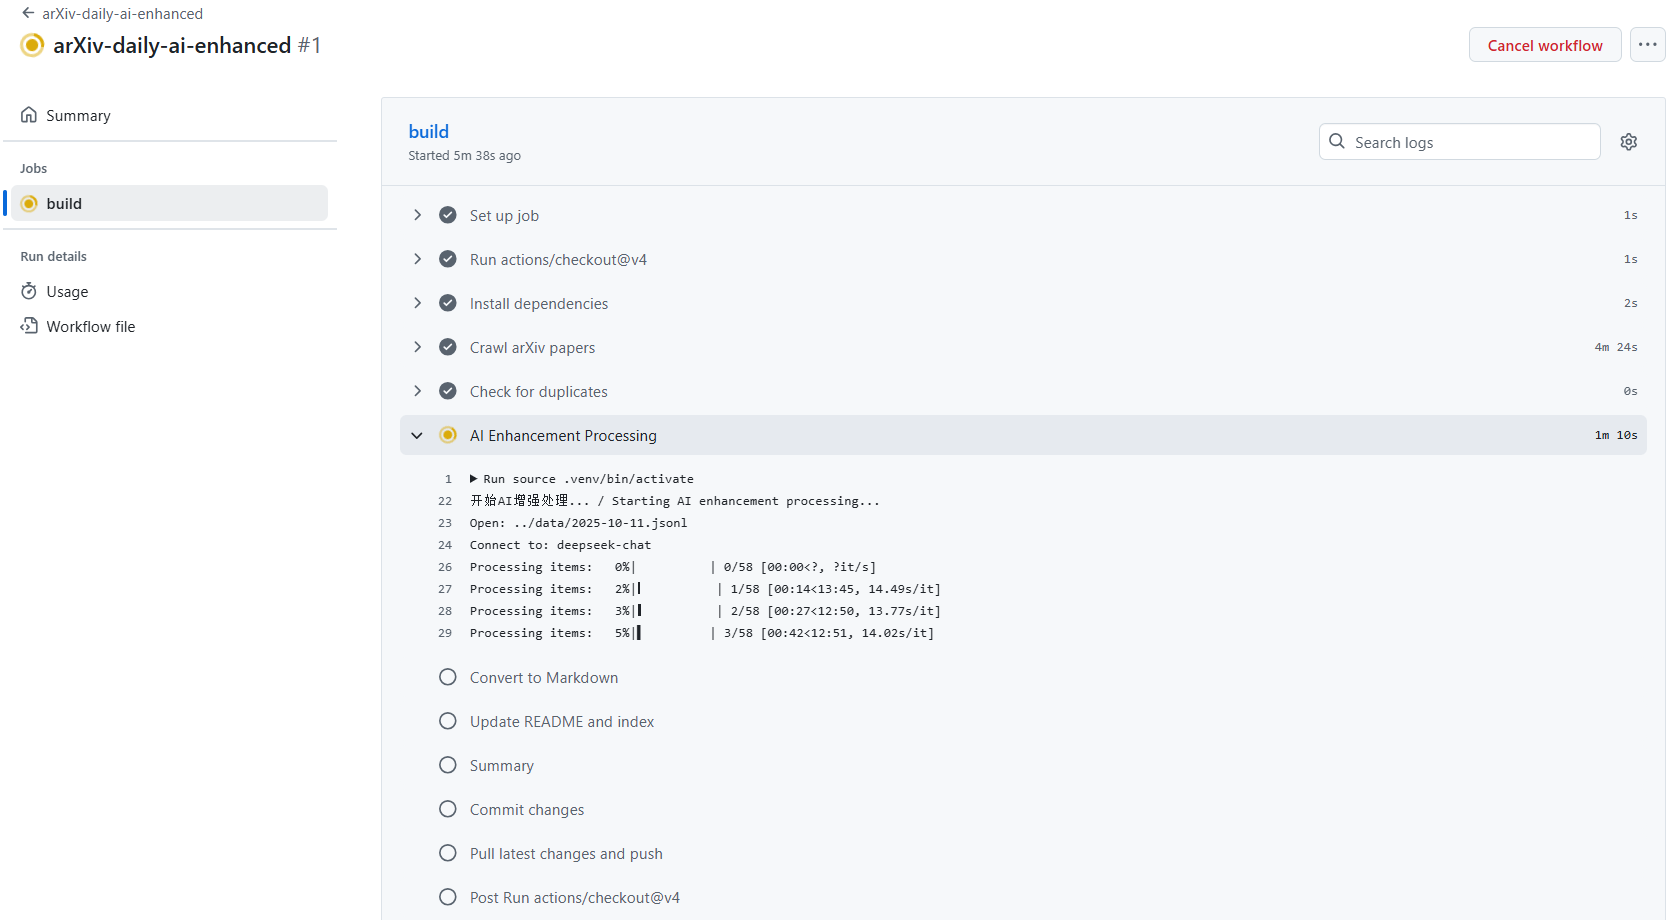 arXiv-daily-ai-enhanced
arXiv-daily-ai-enhanced #1
Cancel workflow
Summary
Jobs
build
Run details
Usage
Workflow file
build
Started 5m 38s ago
Search logs
Set up job 1s
Run actions/checkout@v4 1s
Install dependencies 2s
Crawl arXiv papers 4m 24s
Check for duplicates 0s
AI Enhancement Processing 1m 10s
1 ▶ Run source .venv/bin/activate
22 开始AI增强处理... / Starting AI enhancement processing...
23 Open: ../data/2025-10-11.jsonl
24 Connect to: deepseek-chat
26 Processing items: 0%| | 0/58 [00:00<?, ?it/s]
27 Processing items: 2%|▎ | 1/58 [00:14<13:45, 14.49s/it]
28 Processing items: 3%|▎ | 2/58 [00:27<12:50, 13.77s/it]
29 Processing items: 5%|▌ | 3/58 [00:42<12:51, 14.02s/it]
Convert to Markdown
Update README and index
Summary
Commit changes
Pull latest changes and push
Post Run actions/checkout@v4